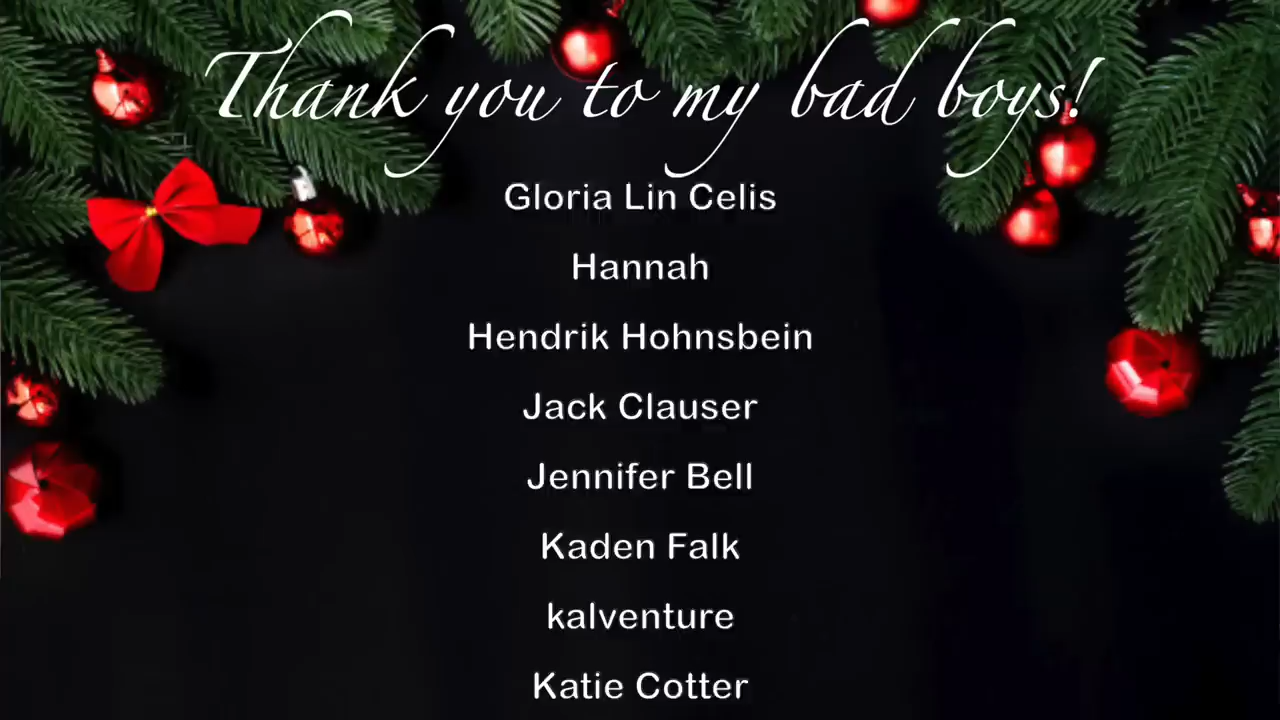 Thank you to my bad boys!
Gloria Lin Celis
Hannah
Hendrik Hohnsbein
Jack Clauser
Jennifer Bell
Kaden Falk
kalventure
Katie Cotter